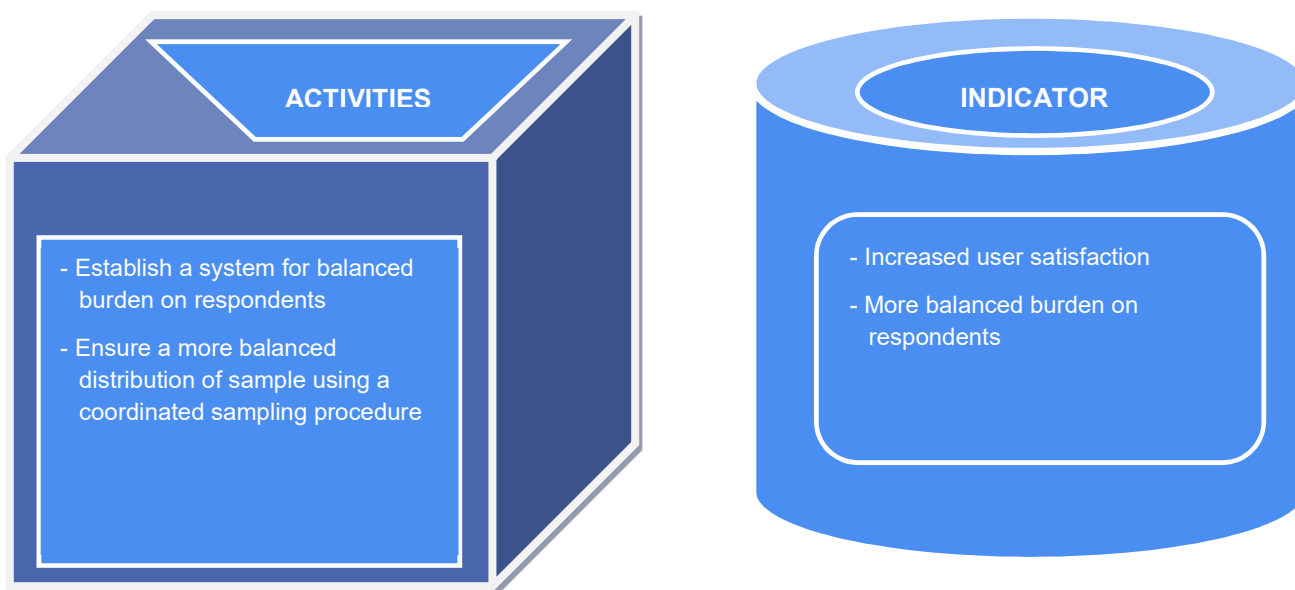 ACTIVITIES
- Establish a system for balanced
burden on respondents
- Ensure a more balanced
distribution of sample using a
coordinated sampling procedure
INDICATOR
- Increased user satisfaction
- More balanced burden on
respondents